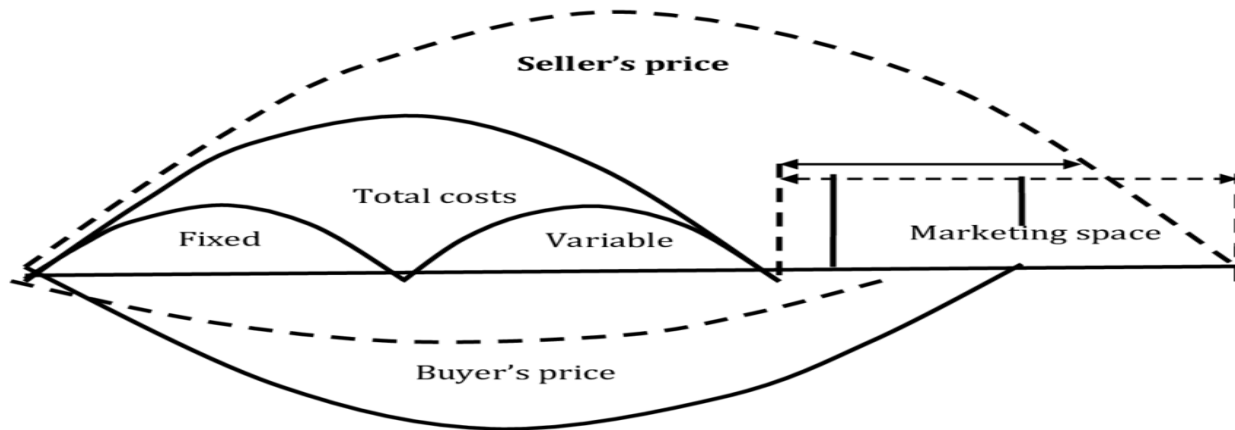 Seller’s price
Total costs
Fixed
Variable
Marketing space
Buyer’s price